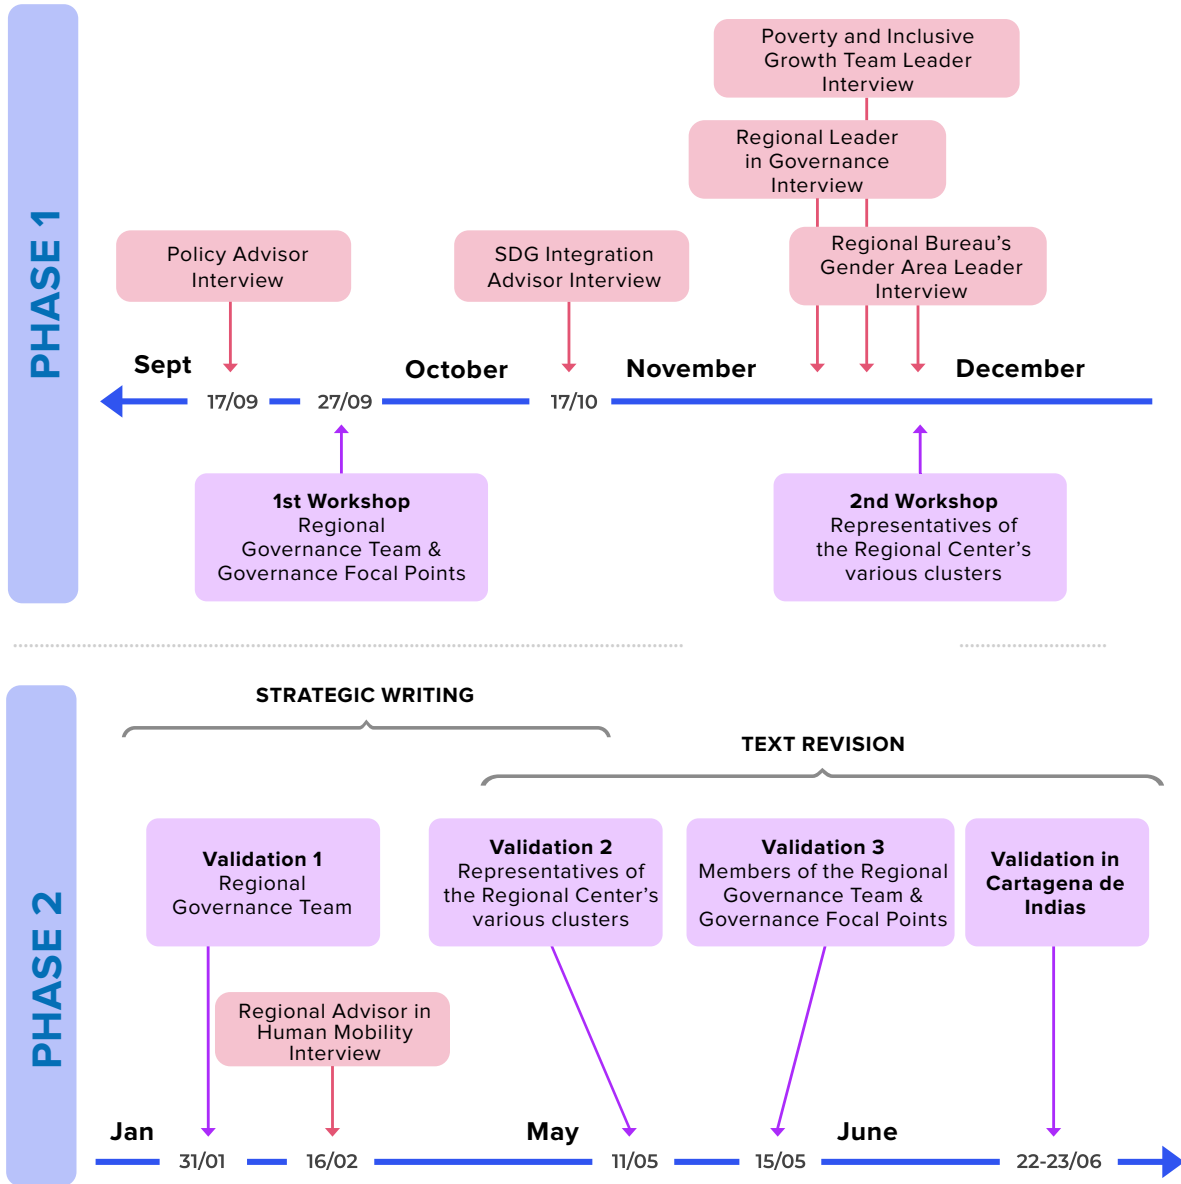 PHASE 1
Poverty and Inclusive
Growth Team Leader
Interview
Regional Leader
in Governance
Interview
Policy Advisor
Interview
SDG Integration
Advisor Interview
Regional Bureau’s
Gender Area Leader
Interview
Sept
October
November
December
17/09
27/09
17/10
1st Workshop
Regional
Governance Team &
Governance Focal Points
2nd Workshop
Representatives of
the Regional Center’s
various clusters
PHASE 2
STRATEGIC WRITING
TEXT REVISION
Validation 1
Regional
Governance Team
Validation 2
Representatives of
the Regional Center’s
various clusters
Validation 3
Members of the Regional
Governance Team &
Governance Focal Points
Validation in
Cartagena de
Indias
Regional Advisor in
Human Mobility
Interview
Jan
May
June
31/01
16/02
11/05
15/05
22-23/06